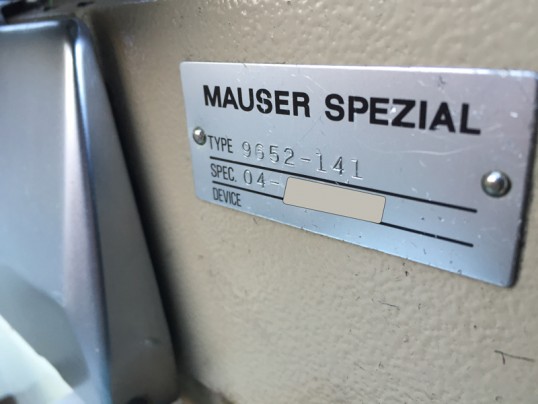 MAUSER SPEZIAL
TYPE 9652-141
SPEC. 04-
DEVICE